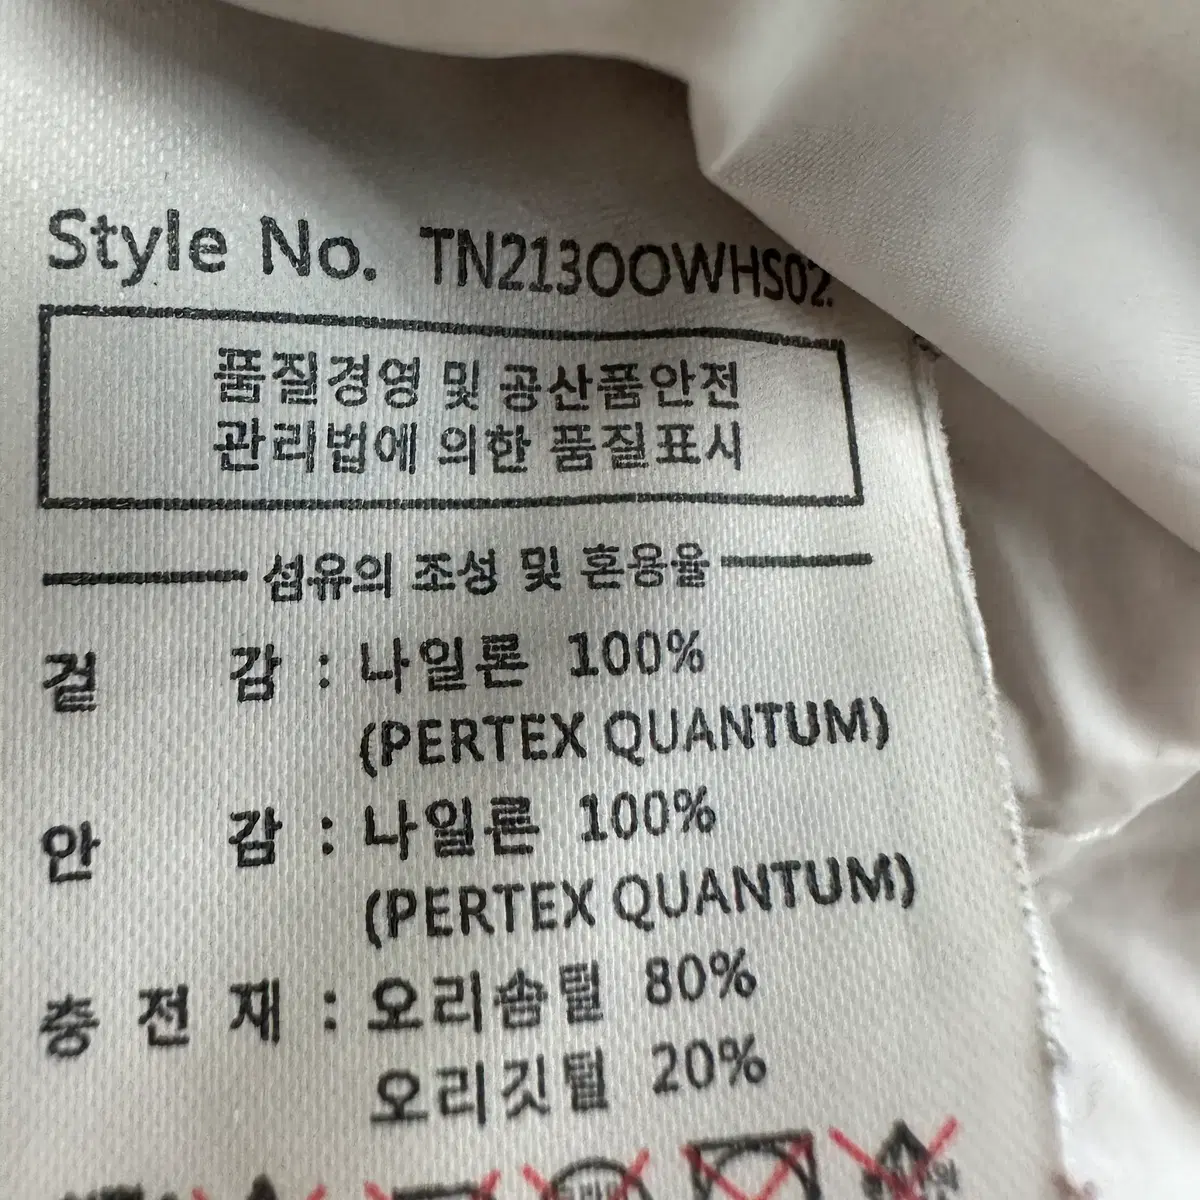 Style No. TN21300WHS02
품질경영 및 공산품안전
관리법에 의한 품질표시
섬유의 조성 및 혼용율
겉 감 : 나일론 100%
(PERTEX QUANTUM)
안 감 : 나일론 100%
(PERTEX QUANTUM)
충 전 재 : 오리솜털 80%
오리깃털 20%